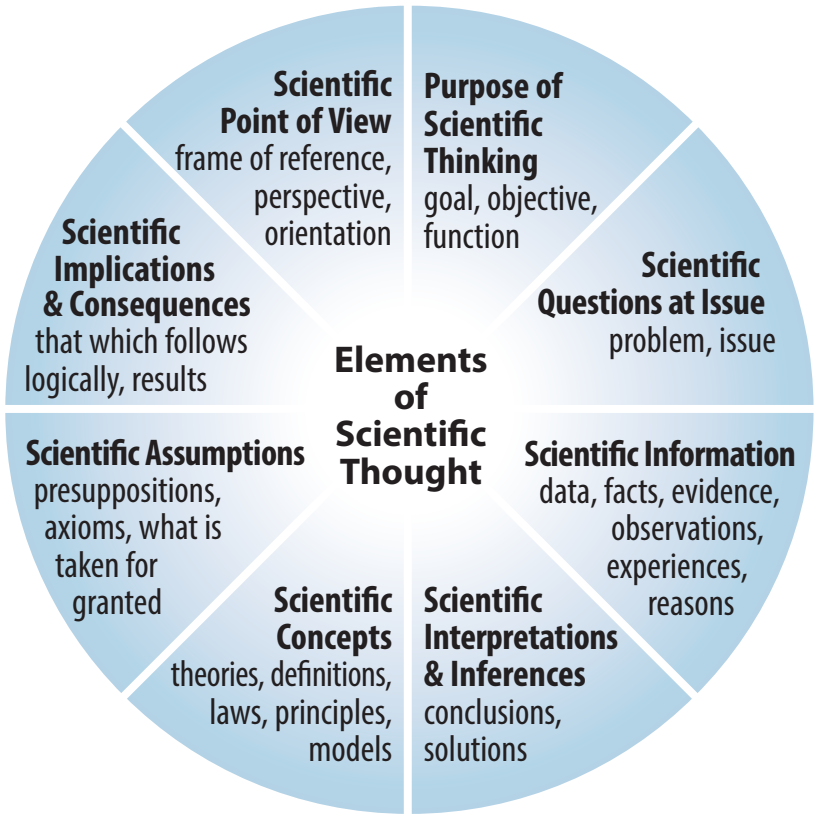 Elements
of
Scientific
Thought
Purpose of
Scientific
Thinking
goal, objective,
function
Scientific
Questions at Issue
problem, issue
Scientific Information
data, facts, evidence,
observations,
experiences,
reasons
Scientific
Interpretations
& Inferences
conclusions,
solutions
Scientific
Concepts
theories, definitions,
laws, principles,
models
Scientific Assumptions
presuppositions,
axioms, what is
taken for
granted
Scientific
Implications
& Consequences
that which follows
logically, results
Scientific
Point of View
frame of reference,
perspective,
orientation